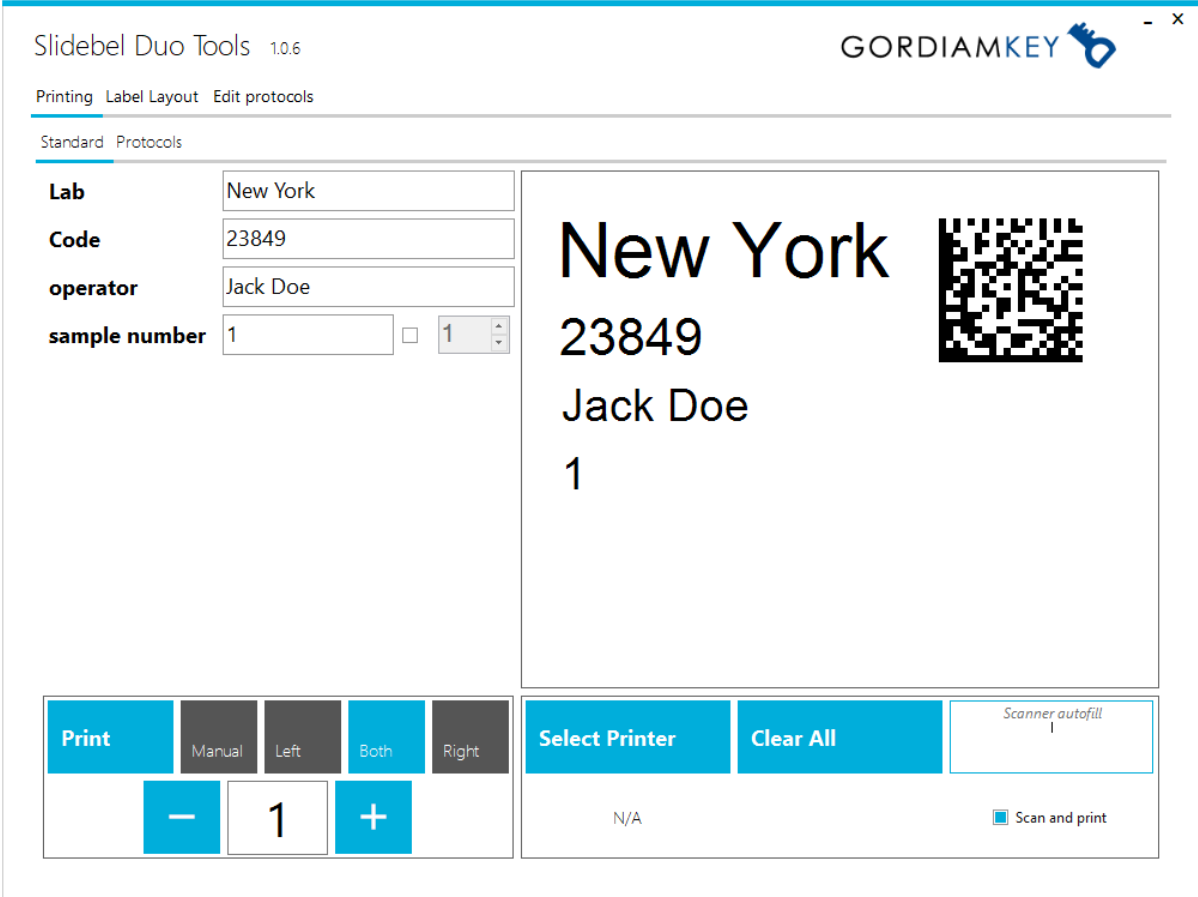 Slidebel Duo Tools 1.0.6
GORDIAMKEY
Printing Label Layout Edit protocols
Standard Protocols
Lab New York
Code 23849
operator Jack Doe
sample number 1 1
New York
23849
Jack Doe
1
Print Manual Left Both Right
− 1 +
Select Printer Clear All Scanner autofill
N/A Scan and print